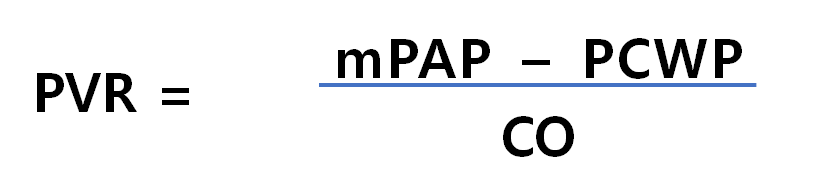 mPAP – PCWP
PVR =
CO